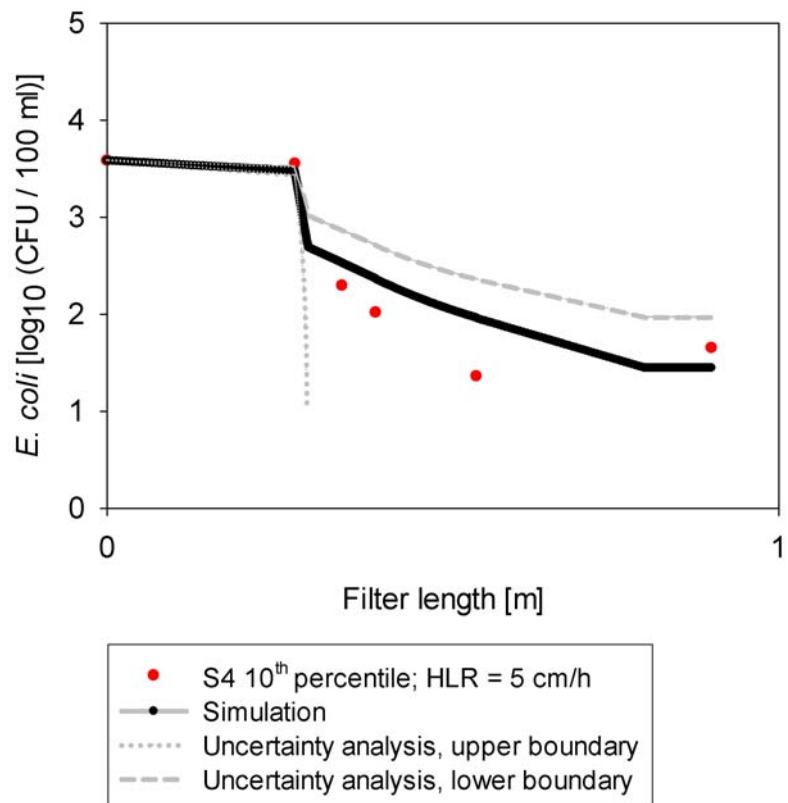 5
4
3
2
1
0
E. coli [log10 (CFU / 100 ml)]
0 1
Filter length [m]
S4 10th percentile; HLR = 5 cm/h
Simulation
Uncertainty analysis, upper boundary
Uncertainty analysis, lower boundary